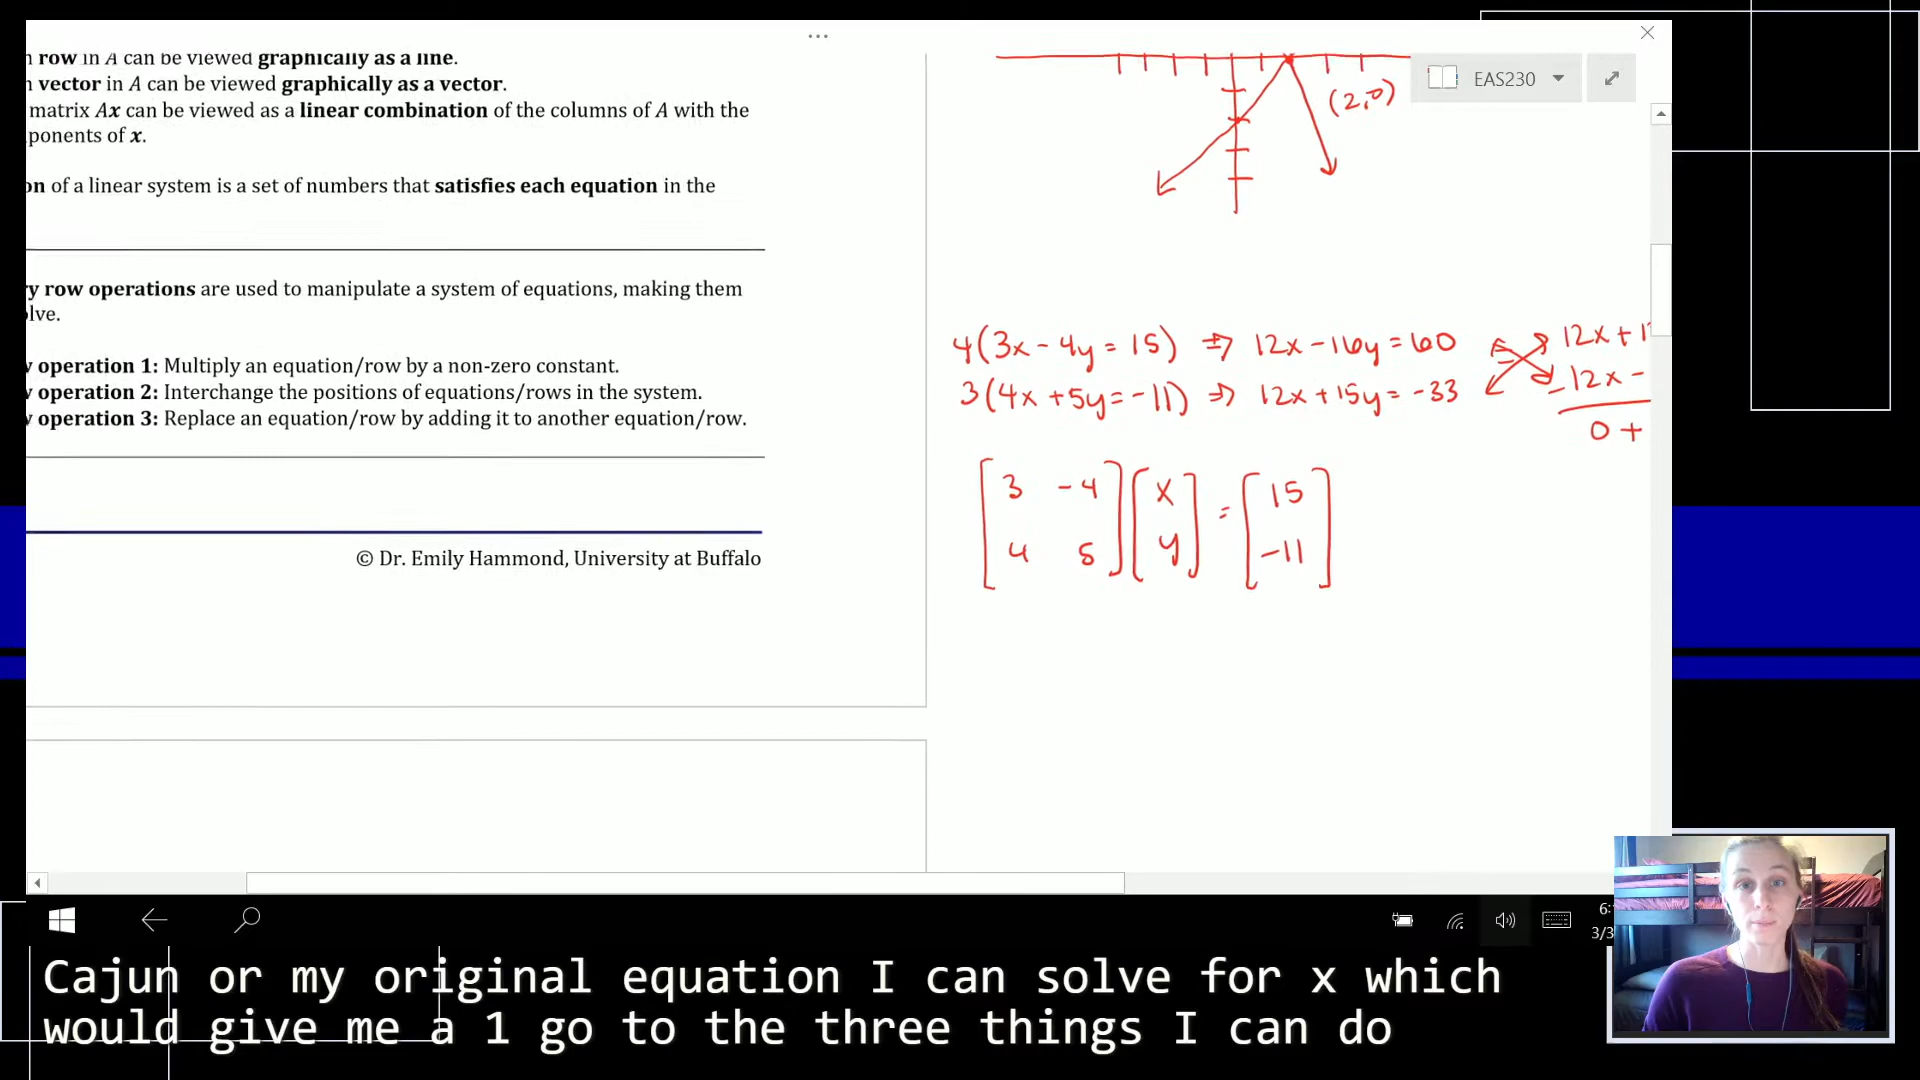 row in A can be viewed graphically as a line.
vector in A can be viewed graphically as a vector.
matrix Ax can be viewed as a linear combination of the columns of A with the
ponents of x.
on of a linear system is a set of numbers that satisfies each equation in the
y row operations are used to manipulate a system of equations, making them
olve.
operation 1: Multiply an equation/row by a non-zero constant.
operation 2: Interchange the positions of equations/rows in the system.
operation 3: Replace an equation/row by adding it to another equation/row.
© Dr. Emily Hammond, University at Buffalo
EAS230
(2,0)
4(3x - 4y = 15) ⇒ 12x - 16y = 60
12x + 1
3(4x + 5y = -11) ⇒ 12x + 15y = -33
- 12x -
0 +
3 -4 x = 15
4 5 y -11
6:
3/3
Cajun or my original equation I can solve for x which
would give me a 1 go to the three things I can do